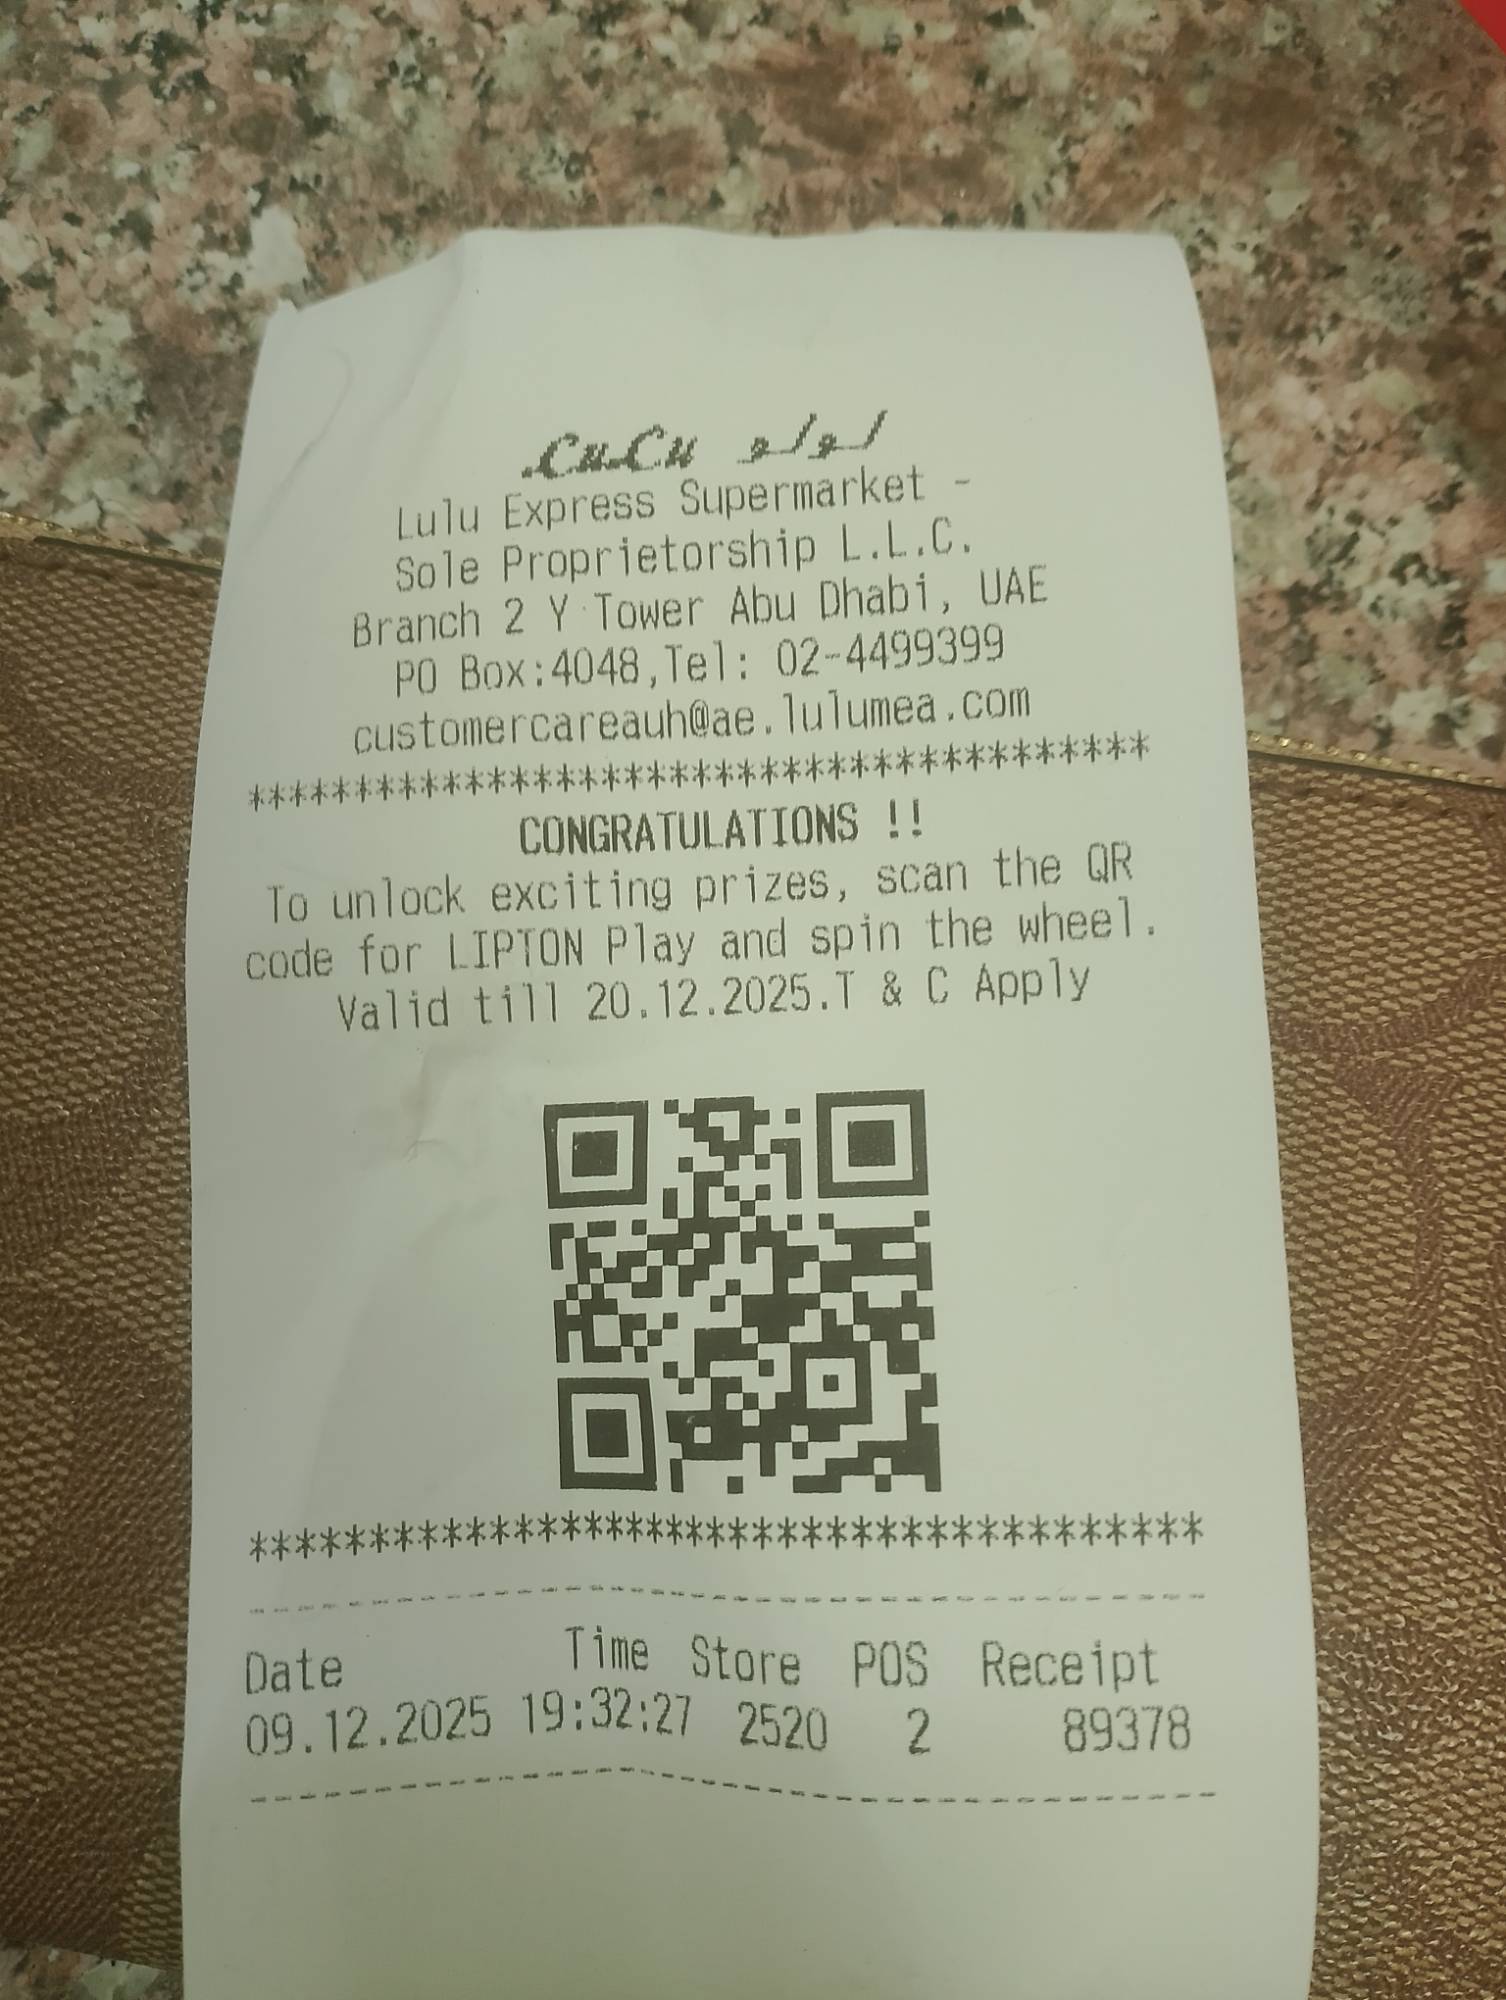 LuLu لولو
Lulu Express Supermarket -
Sole Proprietorship L.L.C.
Branch 2 Y Tower Abu Dhabi, UAE
PO Box:4048,Tel: 02-4499399
customercareauh@ae.lulumea.com
****************************************
CONGRATULATIONS !!
To unlock exciting prizes, scan the QR
code for LIPTON Play and spin the wheel.
Valid till 20.12.2025.T & C Apply
****************************************
----------------------------------------
Date Time Store POS Receipt
09.12.2025 19:32:27 2520 2 89378
----------------------------------------